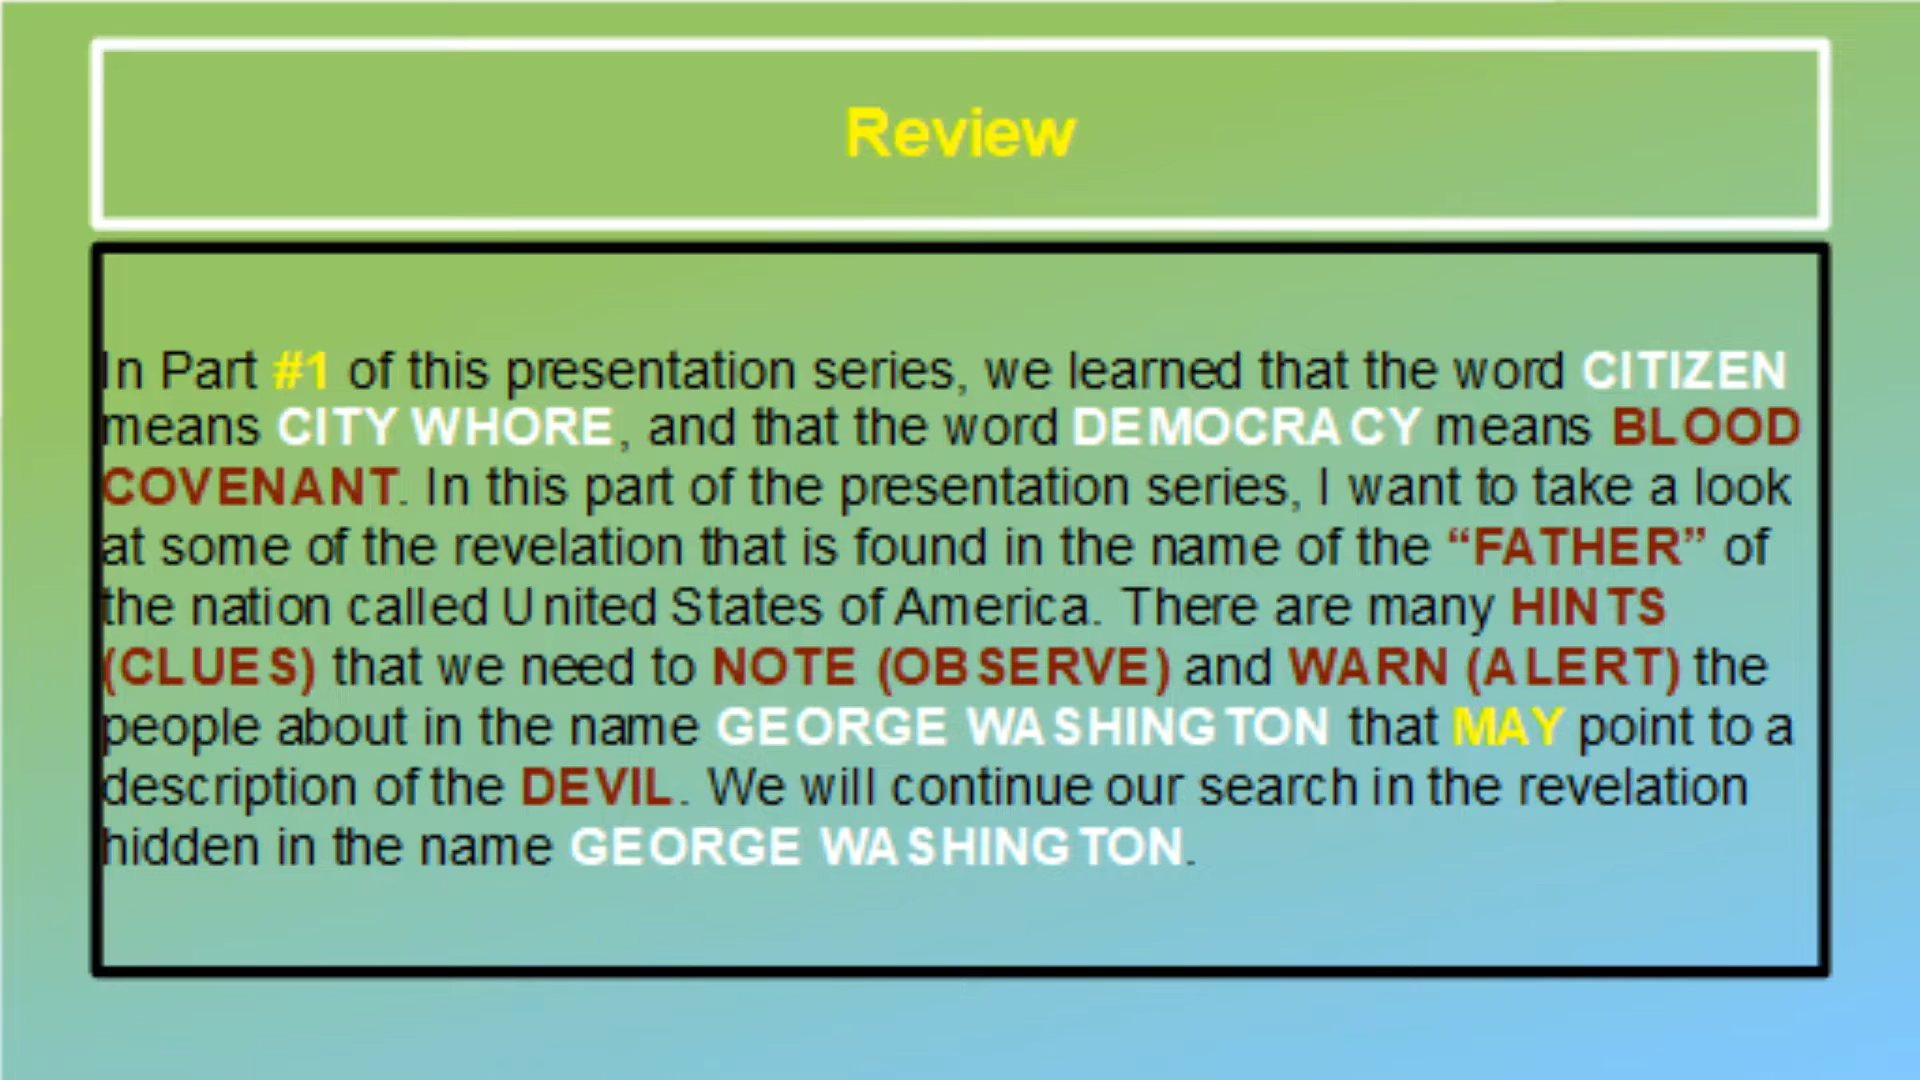 Review
In Part #1 of this presentation series, we learned that the word CITIZEN
means CITY WHORE, and that the word DEMOCRACY means BLOOD
COVENANT. In this part of the presentation series, I want to take a look
at some of the revelation that is found in the name of the “FATHER” of
the nation called United States of America. There are many HINTS
(CLUES) that we need to NOTE (OBSERVE) and WARN (ALERT) the
people about in the name GEORGE WASHINGTON that MAY point to a
description of the DEVIL. We will continue our search in the revelation
hidden in the name GEORGE WASHINGTON.